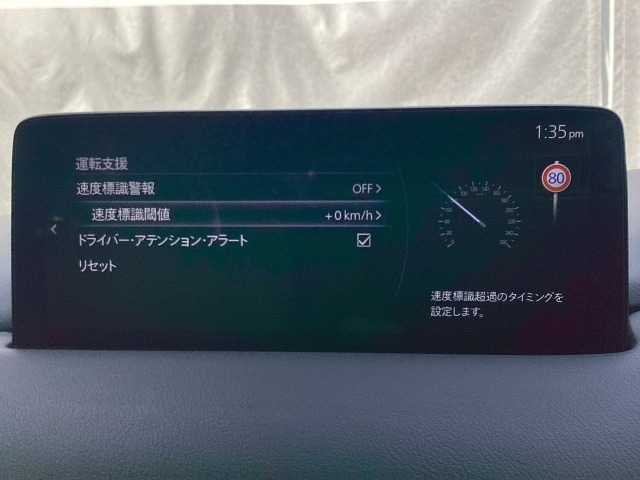 1:35pm
運転支援
速度標識警報 OFF
速度標識閾値 +0km/h
ドライバー・アテンション・アラート
リセット
80
速度標識超過のタイミングを
設定します。